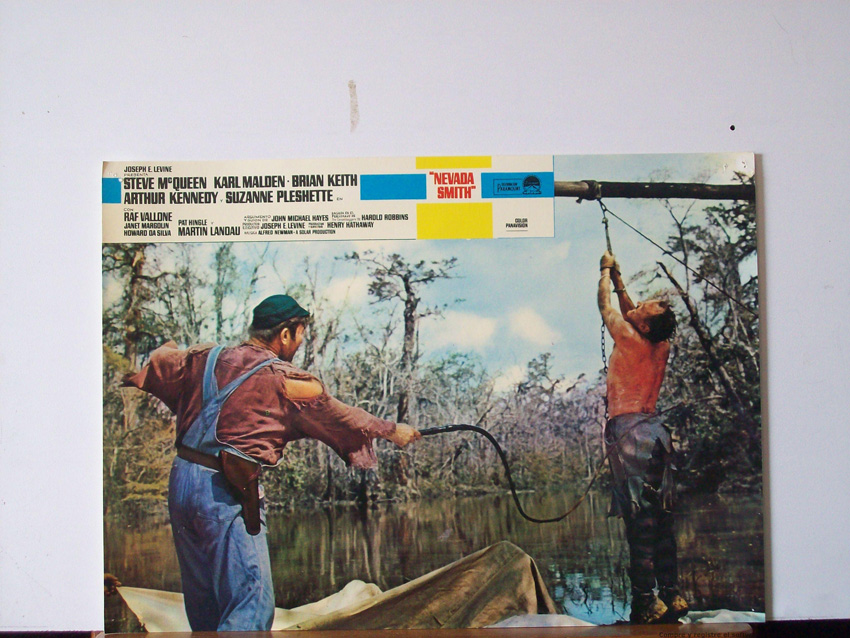 JOSEPH E. LEVINE
PRESENTA
STEVE McQUEEN KARL MALDEN · BRIAN KEITH
ARTHUR KENNEDY · SUZANNE PLESHETTE EN
"NEVADA
SMITH"
CON
RAF VALLONE
JANET MARGOLIN
HOWARD DA SILVA
PAT HINGLE Y
MARTIN LANDAU
JOHN MICHAEL HAYES
HAROLD ROBBINS
JOSEPH E. LEVINE
HENRY HATHAWAY
ALFRED NEWMAN · A SOLAR PRODUCTION
COLOR
PANAVISION